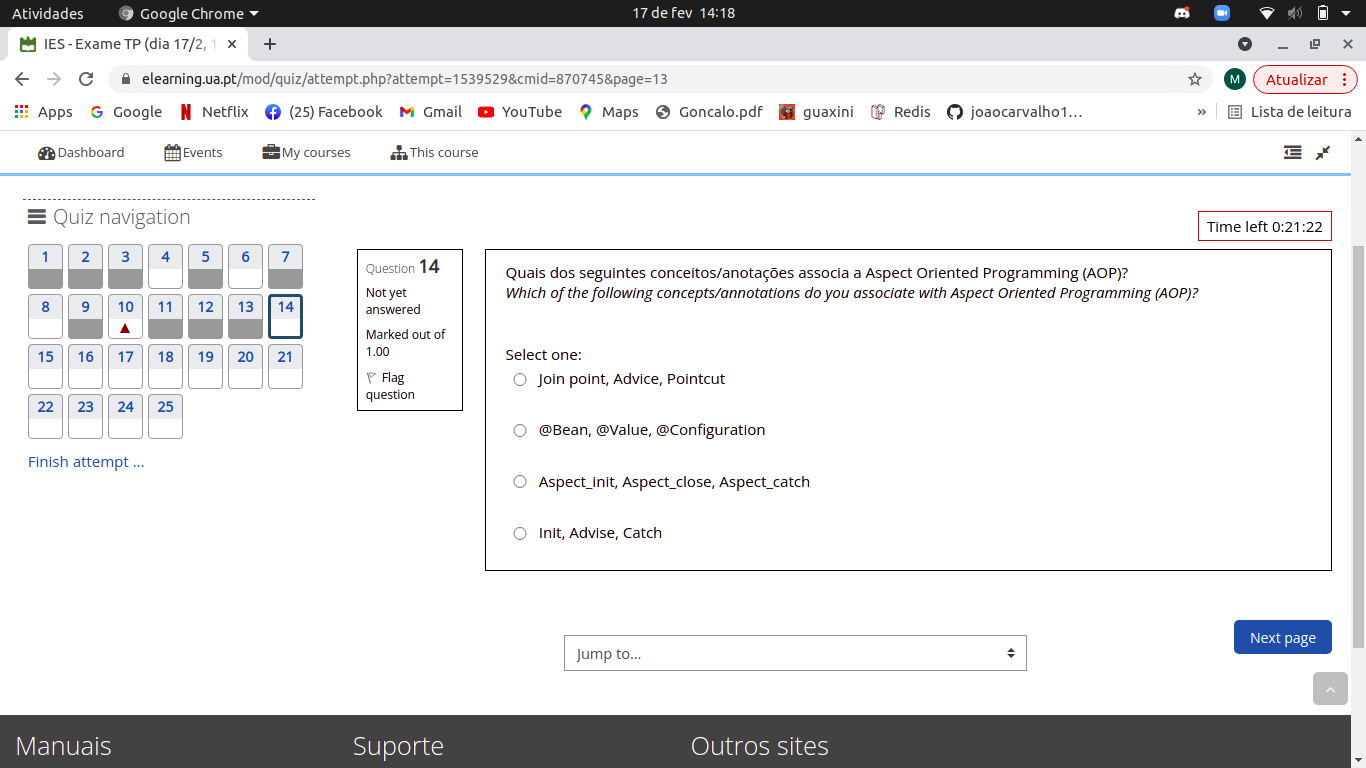 Atividades
Google Chrome
17 de fev 14:18
IES - Exame TP (dia 17/2, 1
elearning.ua.pt/mod/quiz/attempt.php?attempt=1539529&cmid=870745&page=13
M
Atualizar
Apps
Google
Netflix
(25) Facebook
Gmail
YouTube
Maps
Goncalo.pdf
guaxini
Redis
joaocarvalho1...
»
Lista de leitura
Dashboard
Events
My courses
This course
Quiz navigation
Time left 0:21:22
1 2 3 4 5 6 7
8 9 10 11 12 13 14
15 16 17 18 19 20 21
22 23 24 25
Finish attempt ...
Question 14
Not yet
answered
Marked out of
1.00
Flag
question
Quais dos seguintes conceitos/anotações associa a Aspect Oriented Programming (AOP)?
Which of the following concepts/annotations do you associate with Aspect Oriented Programming (AOP)?
Select one:
Join point, Advice, Pointcut
@Bean, @Value, @Configuration
Aspect_init, Aspect_close, Aspect_catch
Init, Advise, Catch
Next page
Jump to...
Manuais
Suporte
Outros sites